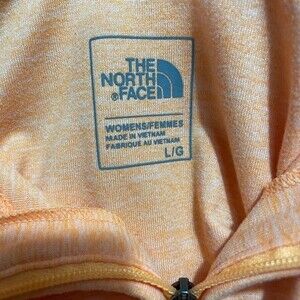 THE
NORTH
®FACE
WOMENS/FEMMES
MADE IN VIETNAM
FABRIQUÉ AU VIETNAM
L/G